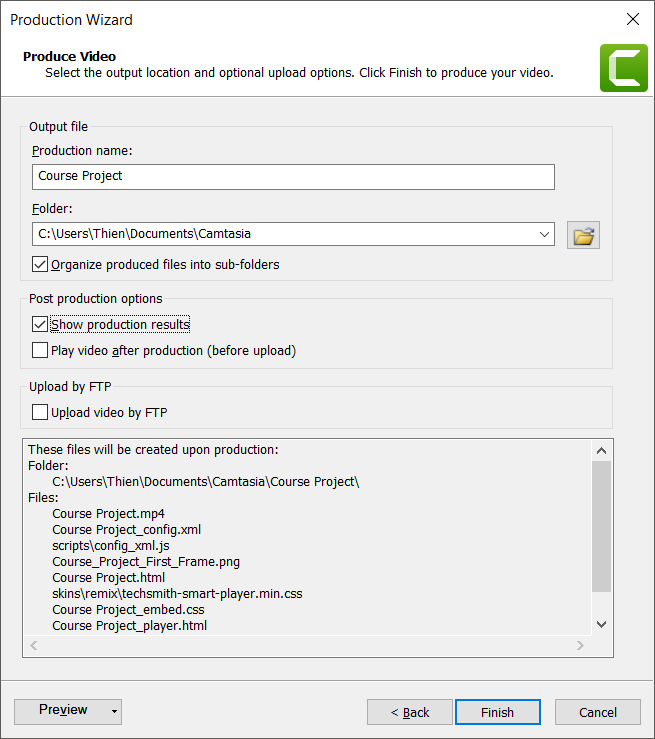 Production Wizard
Produce Video
Select the output location and optional upload options. Click Finish to produce your video.
Output file
Production name:
Course Project
Folder:
C:\Users\Thien\Documents\Camtasia
Organize produced files into sub-folders
Post production options
Show production results
Play video after production (before upload)
Upload by FTP
Upload video by FTP
These files will be created upon production:
Folder:
C:\Users\Thien\Documents\Camtasia\Course Project\
Files:
Course Project.mp4
Course Project_config.xml
scripts\config_xml.js
Course_Project_First_Frame.png
Course Project.html
skins\remix\techsmith-smart-player.min.css
Course Project_embed.css
Course Project_player.html
Preview
< Back
Finish
Cancel